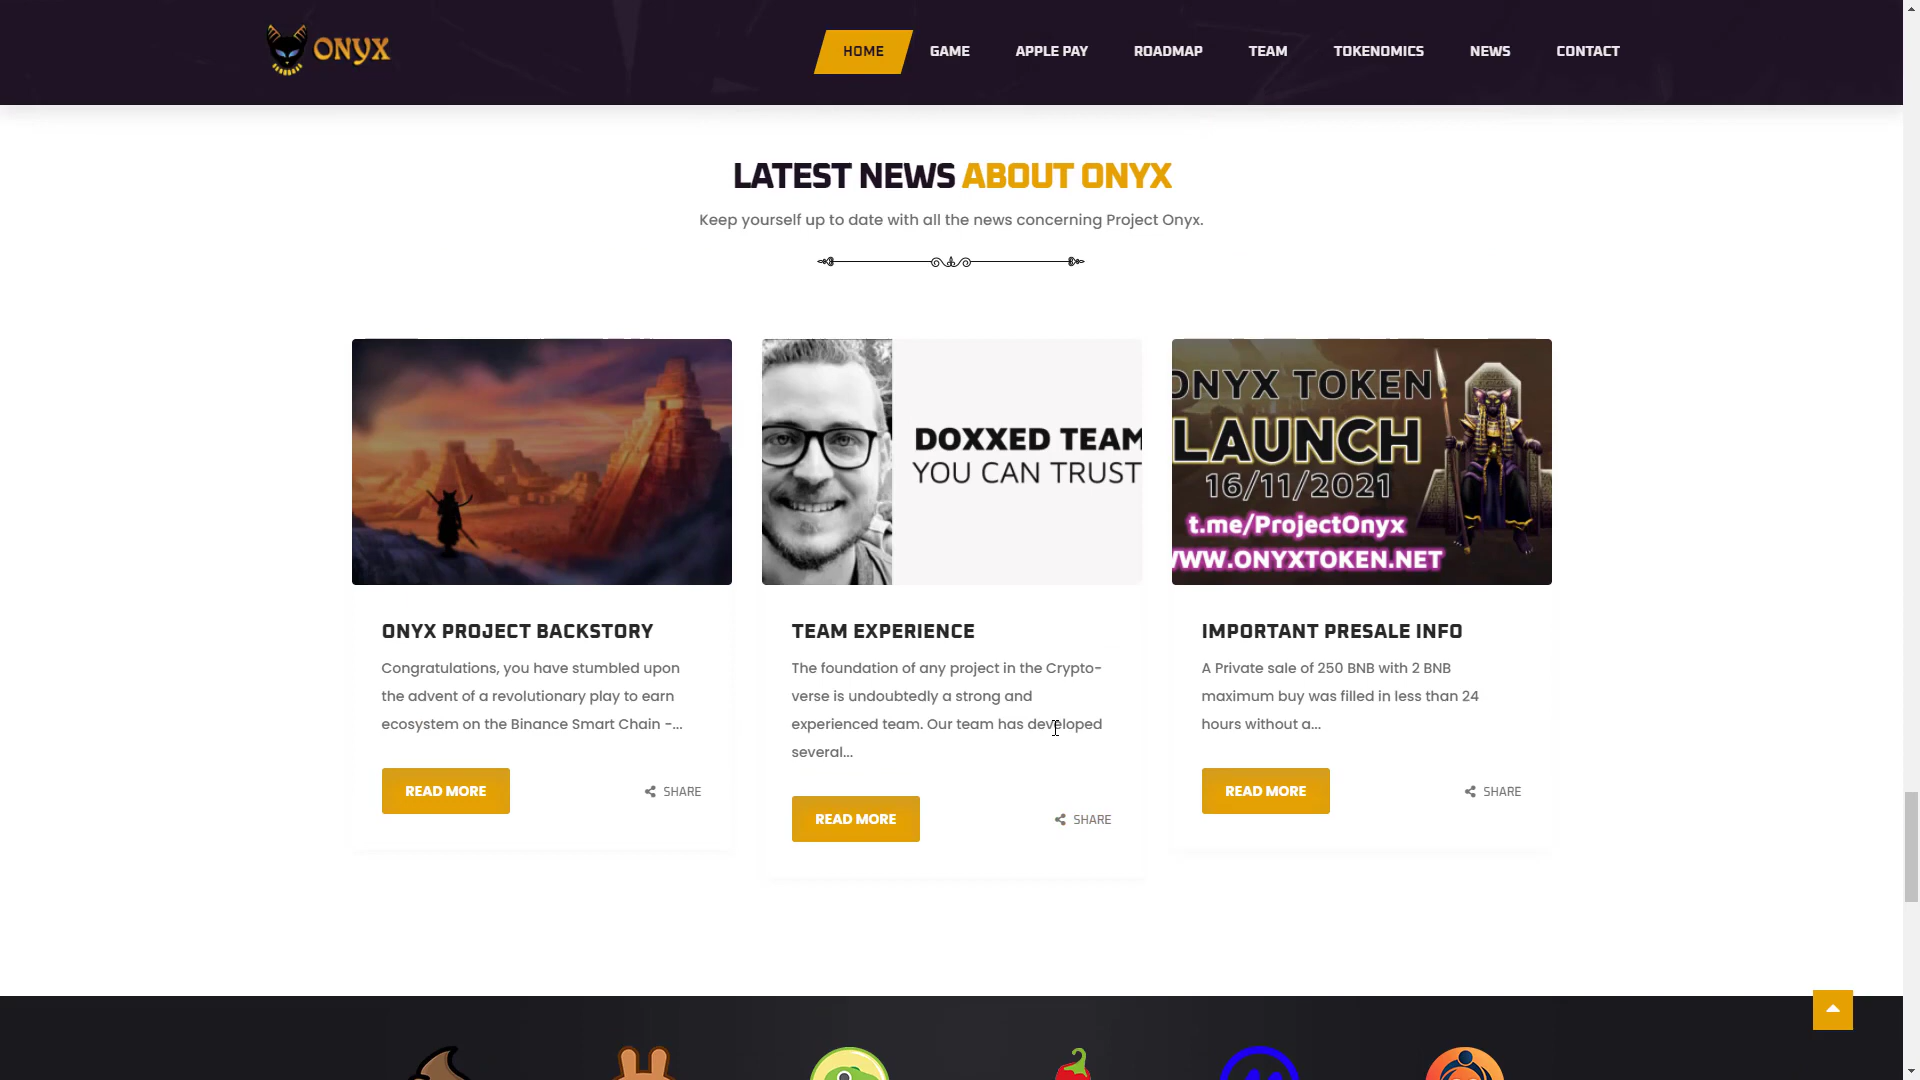 ONYX
HOME
GAME
APPLE PAY
ROADMAP
TEAM
TOKENOMICS
NEWS
CONTACT
LATEST NEWS ABOUT ONYX
Keep yourself up to date with all the news concerning Project Onyx.
DOXXED TEAM
YOU CAN TRUST
ONYX TOKEN
LAUNCH
16/11/2021
t.me/ProjectOnyx
WWW.ONYXTOKEN.NET
ONYX PROJECT BACKSTORY
Congratulations, you have stumbled upon
the advent of a revolutionary play to earn
ecosystem on the Binance Smart Chain -...
READ MORE
SHARE
TEAM EXPERIENCE
The foundation of any project in the Crypto-
verse is undoubtedly a strong and
experienced team. Our team has developed
several...
READ MORE
SHARE
IMPORTANT PRESALE INFO
A Private sale of 250 BNB with 2 BNB
maximum buy was filled in less than 24
hours without a...
READ MORE
SHARE